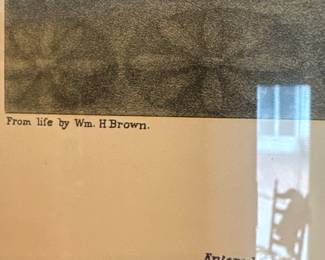 From life by Wm. H Brown.